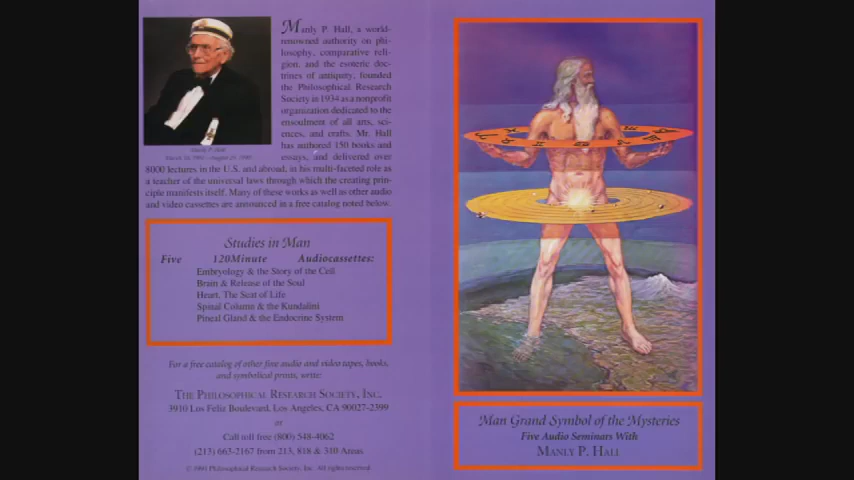 Manly P. Hall, a world-
renowned authority on phi-
losophy, comparative reli-
gion, and the esoteric doc-
trines of antiquity, founded
the Philosophical Research
Society in 1934 as a nonprofit
organization dedicated to the
ensoulment of all arts, sci-
ences, and crafts. Mr. Hall
has authored 150 books and
essays, and delivered over
8000 lectures in the U.S. and abroad, in his multi-faceted role as
a teacher of the universal laws through which the creating prin-
ciple manifests itself. Many of these works as well as other audio
and video cassettes are announced in a free catalog noted below.
Manly P. Hall
Studies in Man
Five 120Minute Audiocassettes:
Embryology & the Story of the Cell
Brain & Release of the Soul
Heart, The Seat of Life
Spinal Column & the Kundalini
Pineal Gland & the Endocrine System
For a free catalog of other fine audio and video tapes, books,
and symbolical prints, write:
THE PHILOSOPHICAL RESEARCH SOCIETY, INC.
3910 Los Feliz Boulevard, Los Angeles, CA 90027-2399
or
Call toll free (800) 548-4062
(213) 663-2167 from 213, 818 & 310 Areas
Philosophical Research Society, Inc. All rights reserved.
Man Grand Symbol of the Mysteries
Five Audio Seminars With
MANLY P. HALL